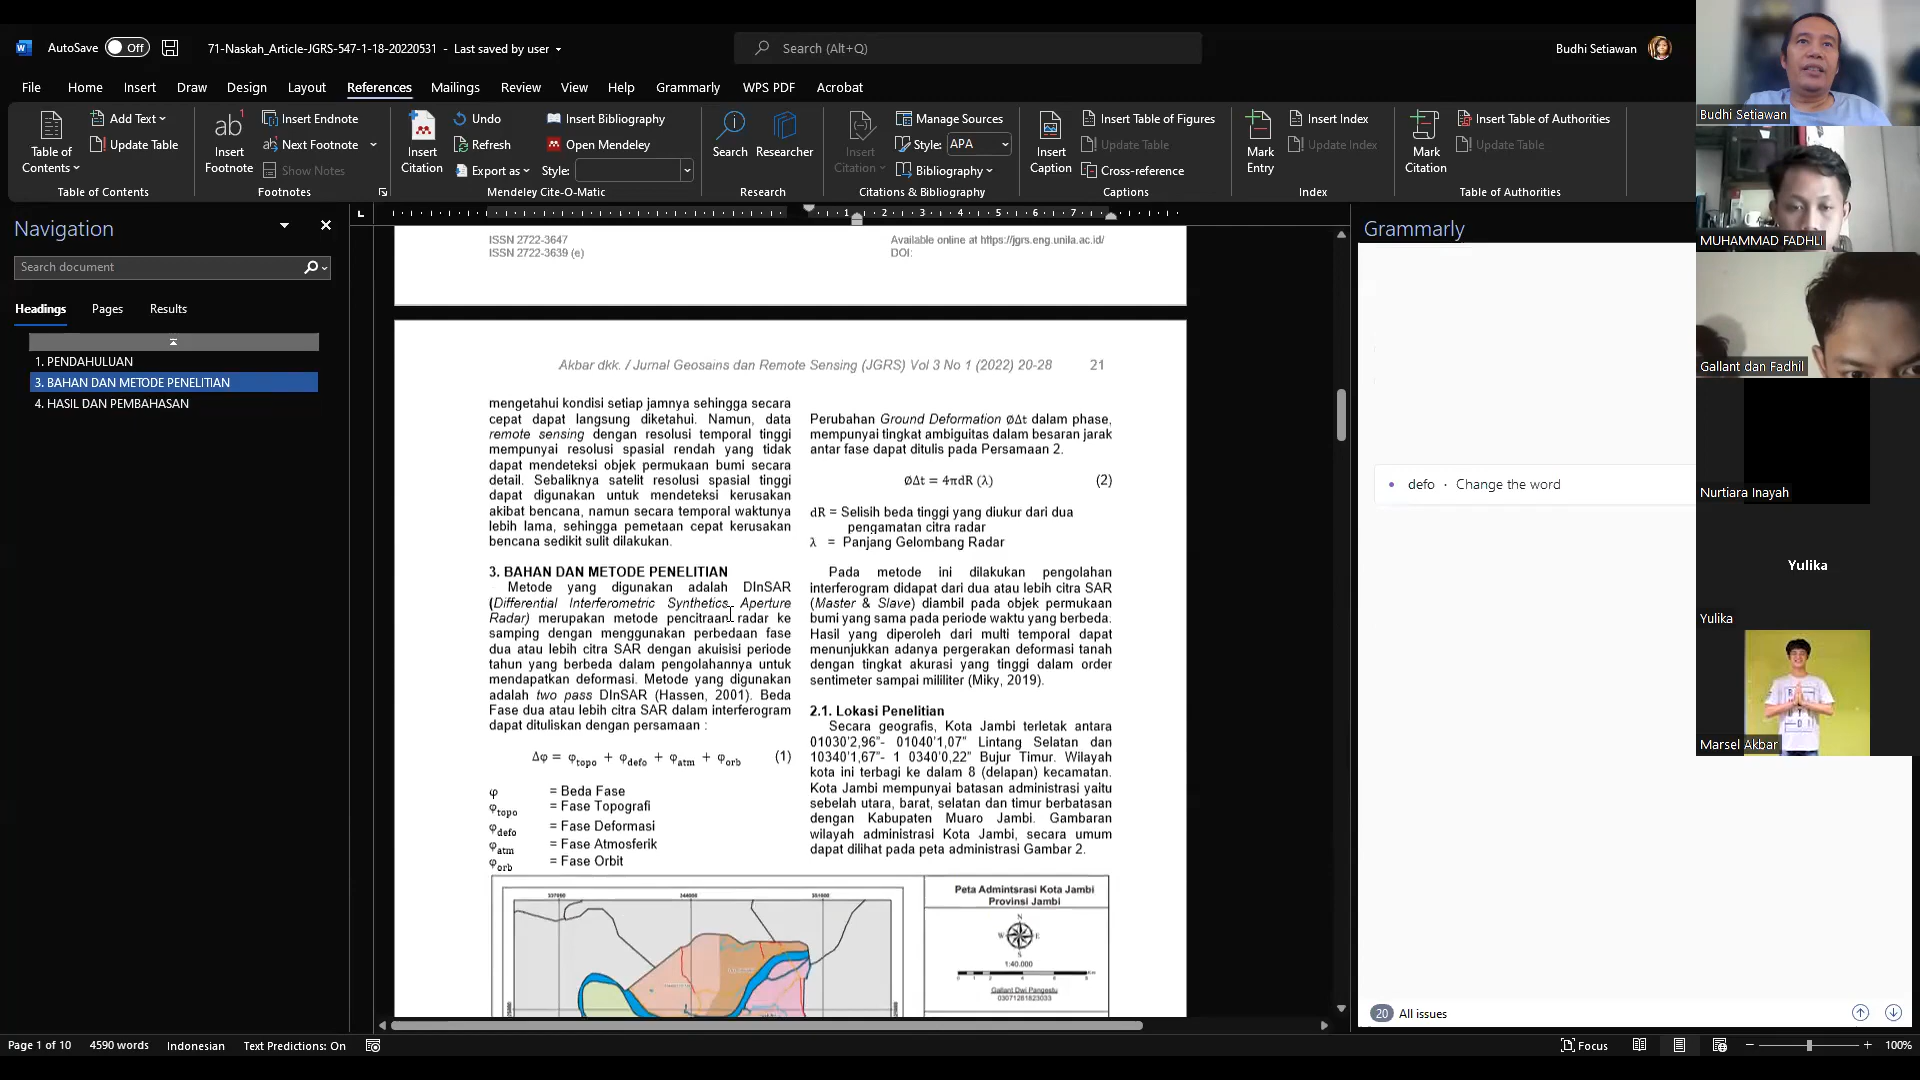 AutoSave Off 71-Naskah_Article-JGRS-547-1-18-20220531 - Last saved by user Search (Alt+Q) Budhi Setiawan
File Home Insert Draw Design Layout References Mailings Review View Help Grammarly WPS PDF Acrobat
Table of Contents
Add Text
Update Table
Table of Contents
ab
Insert Footnote
Insert Endnote
Next Footnote
Show Notes
Footnotes
Insert Citation
Undo
Refresh
Export as
Insert Bibliography
Open Mendeley
Style:
Mendeley Cite-O-Matic
Search
Researcher
Research
Insert Citation
Manage Sources
Style: APA
Bibliography
Citations & Bibliography
Insert Caption
Insert Table of Figures
Update Table
Cross-reference
Captions
Mark Entry
Insert Index
Update Index
Index
Mark Citation
Insert Table of Authorities
Update Table
Table of Authorities
Navigation
Search document
Headings Pages Results
1. PENDAHULUAN
3. BAHAN DAN METODE PENELITIAN
4. HASIL DAN PEMBAHASAN
1 2 3 4 5 6 7
ISSN 2722-3647
ISSN 2722-3639 (e)
Available online at https://jgrs.eng.unila.ac.id/
DOI:
Akbar dkk. / Jurnal Geosains dan Remote Sensing (JGRS) Vol 3 No 1 (2022) 20-28 21
mengetahui kondisi setiap jamnya sehingga secara
cepat dapat langsung diketahui. Namun, data
remote sensing dengan resolusi temporal tinggi
mempunyai resolusi spasial rendah yang tidak
dapat mendeteksi objek permukaan bumi secara
detail. Sebaliknya satelit resolusi spasial tinggi
dapat digunakan untuk mendeteksi kerusakan
akibat bencana, namun secara temporal waktunya
lebih lama, sehingga pemetaan cepat kerusakan
bencana sedikit sulit dilakukan.
3. BAHAN DAN METODE PENELITIAN
Metode yang digunakan adalah DInSAR
(Differential Interferometric Synthetics Aperture
Radar) merupakan metode pencitraan radar ke
samping dengan menggunakan perbedaan fase
dua atau lebih citra SAR dengan akuisisi periode
tahun yang berbeda dalam pengolahannya untuk
mendapatkan deformasi. Metode yang digunakan
adalah two pass DInSAR (Hassen, 2001). Beda
Fase dua atau lebih citra SAR dalam interferogram
dapat dituliskan dengan persamaan :
Δφ = φtopo + φdefo + φatm + φorb (1)
φ = Beda Fase
φtopo = Fase Topografi
φdefo = Fase Deformasi
φatm = Fase Atmosferik
φorb = Fase Orbit
Perubahan Ground Deformation ∅Δt dalam phase,
mempunyai tingkat ambiguitas dalam besaran jarak
antar fase dapat ditulis pada Persamaan 2.
∅Δt = 4πdR (λ) (2)
dR = Selisih beda tinggi yang diukur dari dua
pengamatan citra radar
λ = Panjang Gelombang Radar
Pada metode ini dilakukan pengolahan
interferogram didapat dari dua atau lebih citra SAR
(Master & Slave) diambil pada objek permukaan
bumi yang sama pada periode waktu yang berbeda.
Hasil yang diperoleh dari multi temporal dapat
menunjukkan adanya pergerakan deformasi tanah
dengan tingkat akurasi yang tinggi dalam order
sentimeter sampai mililiter (Miky, 2019).
2.1. Lokasi Penelitian
Secara geografis, Kota Jambi terletak antara
01030'2,96"- 01040'1,07" Lintang Selatan dan
10340'1,67"- 1 0340'0,22" Bujur Timur. Wilayah
kota ini terbagi ke dalam 8 (delapan) kecamatan.
Kota Jambi mempunyai batasan administrasi yaitu
sebelah utara, barat, selatan dan timur berbatasan
dengan Kabupaten Muaro Jambi. Gambaran
wilayah administrasi Kota Jambi, secara umum
dapat dilihat pada peta administrasi Gambar 2.
Peta Admintsrasi Kota Jambi
Provinsi Jambi
N
W E
S
1:40.000
Gallant Dwi Pangestu
03071281823033
Grammarly
defo · Change the word
20 All issues
Budhi Setiawan
MUHAMMAD FADHLI
Gallant dan Fadhil
Nurtiara Inayah
Yulika
Yulika
Marsel Akbar
Page 1 of 10 4590 words Indonesian Text Predictions: On Focus 100%